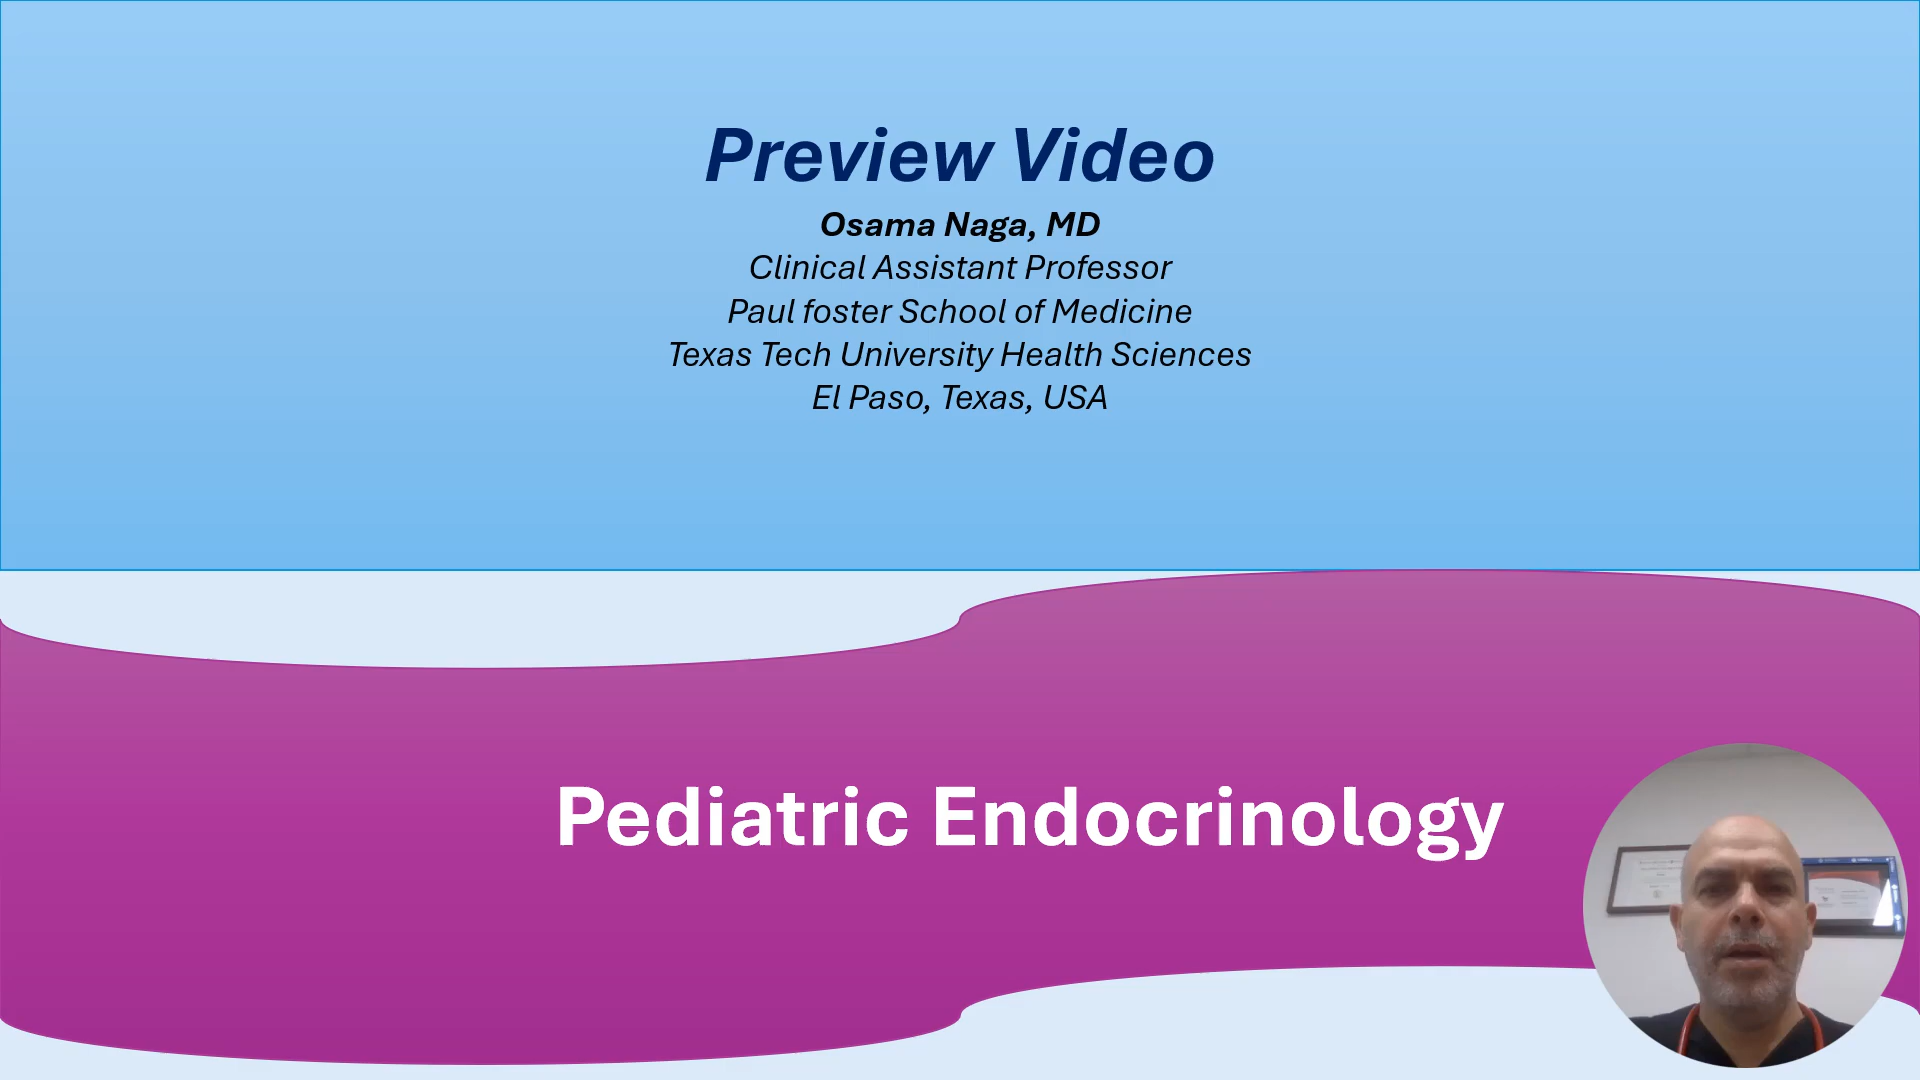 Preview Video
Osama Naga, MD
Clinical Assistant Professor
Paul foster School of Medicine
Texas Tech University Health Sciences
El Paso, Texas, USA
Pediatric Endocrinology